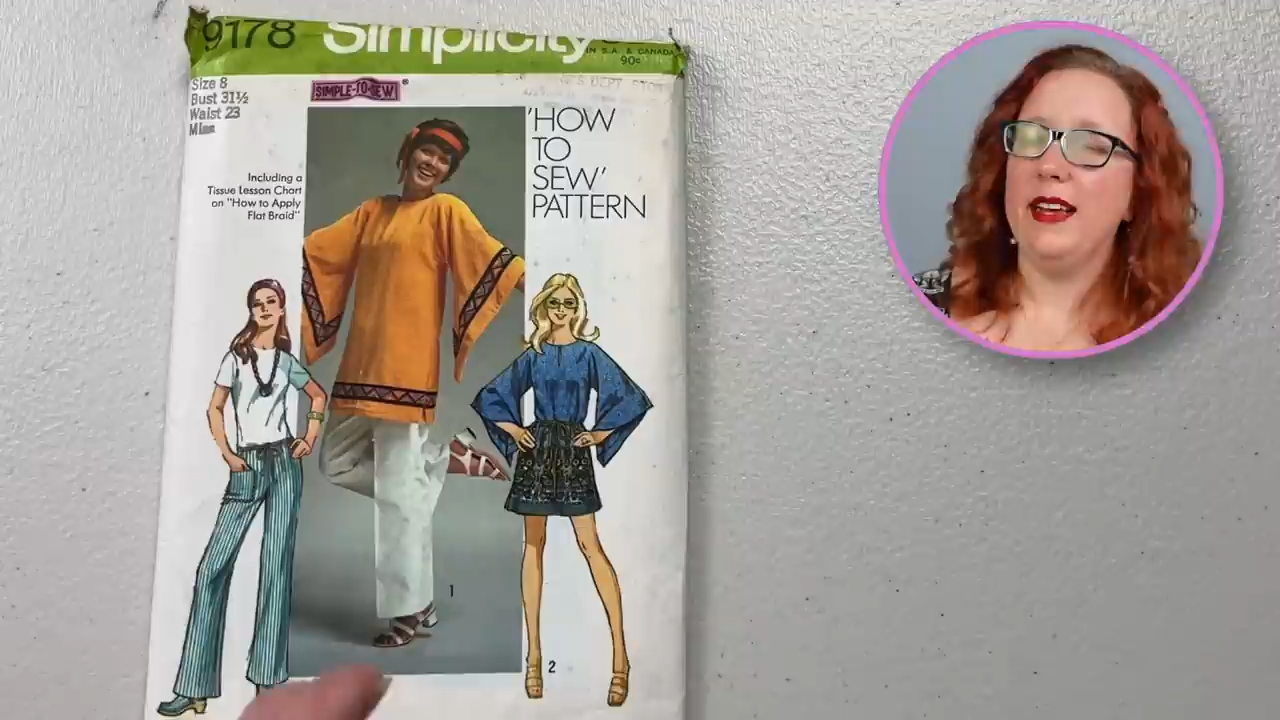 9178 Simplicity
IN S.A. & CANADA
90¢
Size 8
Bust 31½
Waist 23
Miss
SIMPLE-TO-SEW ®
'HOW
TO
SEW'
PATTERN
Including a
Tissue Lesson Chart
on "How to Apply
Flat Braid"
1
2